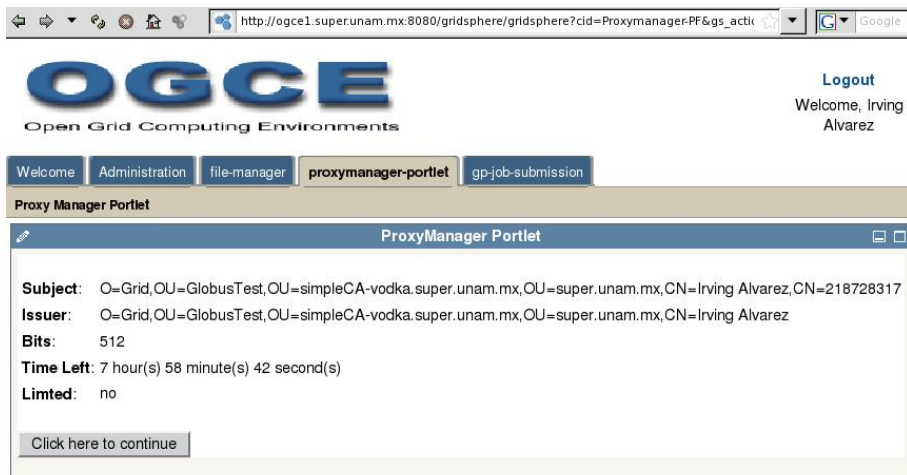 http://ogce1.super.unam.mx:8080/gridsphere/gridsphere?cid=Proxymanager-PF&gs_actic
G Google
OGCE
Open Grid Computing Environments
Logout
Welcome, Irving
Alvarez
Welcome Administration file-manager proxymanager-portlet gp-job-submission
Proxy Manager Portlet
ProxyManager Portlet
Subject: O=Grid,OU=GlobusTest,OU=simpleCA-vodka.super.unam.mx,OU=super.unam.mx,CN=Irving Alvarez,CN=218728317
Issuer: O=Grid,OU=GlobusTest,OU=simpleCA-vodka.super.unam.mx,OU=super.unam.mx,CN=Irving Alvarez
Bits: 512
Time Left: 7 hour(s) 58 minute(s) 42 second(s)
Limted: no
Click here to continue